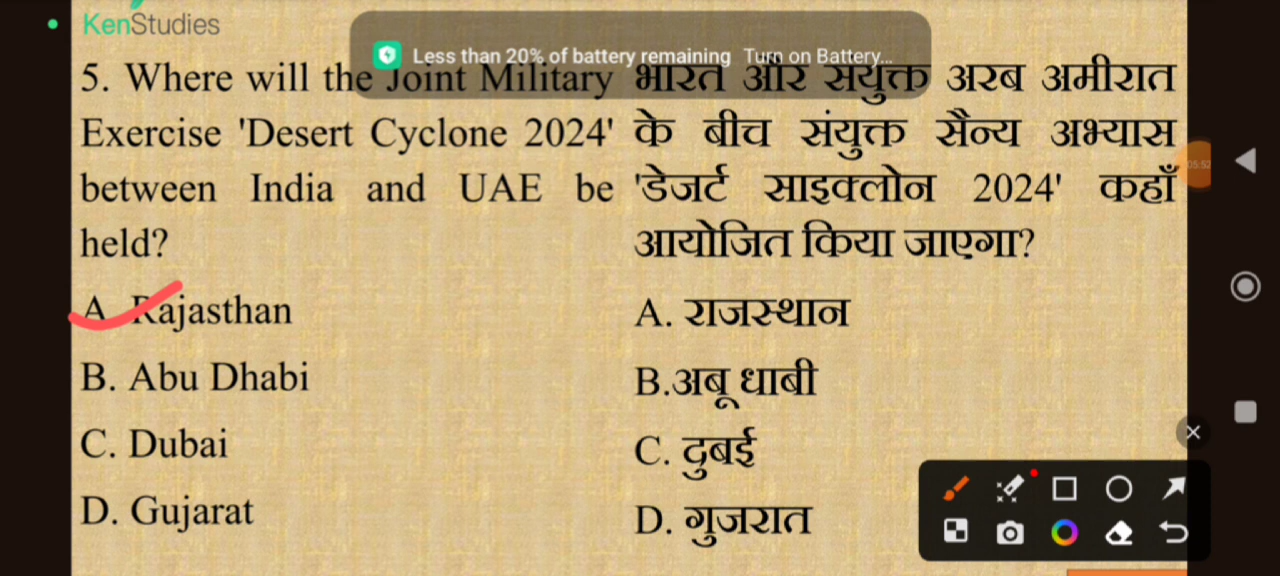 KenStudies
Less than 20% of battery remaining Turn on Battery...
5. Where will the Joint Military
Exercise 'Desert Cyclone 2024'
between India and UAE be
held?
A. Rajasthan
B. Abu Dhabi
C. Dubai
D. Gujarat
भारत और संयुक्त अरब अमीरात
के बीच संयुक्त सैन्य अभ्यास
'डेजर्ट साइक्लोन 2024' कहाँ
आयोजित किया जाएगा?
A. राजस्थान
B.अबू धाबी
C. दुबई
D. गुजरात
05:52